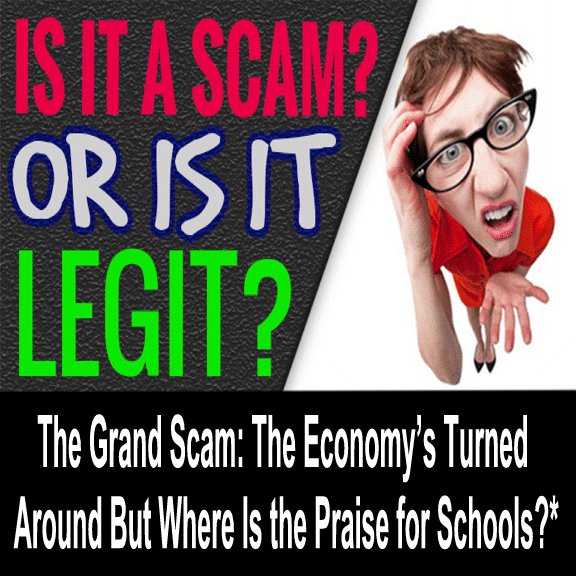 IS IT A SCAM?
OR IS IT
LEGIT?
The Grand Scam: The Economy’s Turned
Around But Where Is the Praise for Schools?*